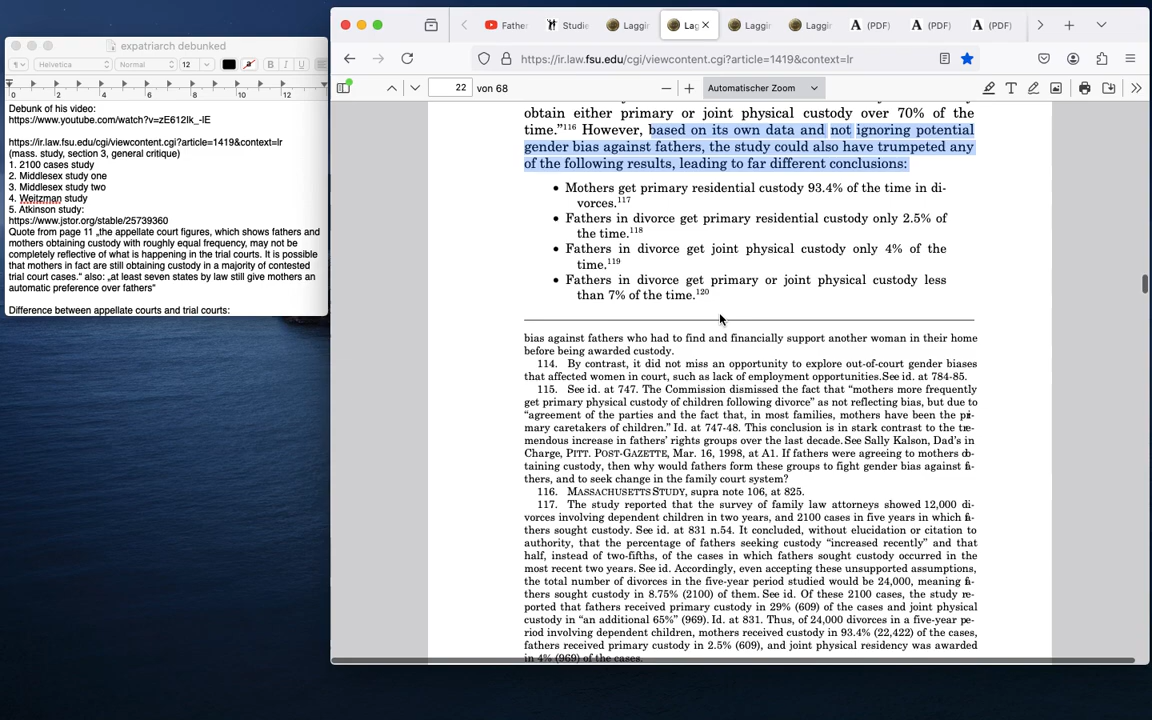 expatriarch debunked
Helvetica
Normal
12
B I U
0 2 4 6 8 10 12
Debunk of his video:
https://www.youtube.com/watch?v=zE612Ik_-lE
https://ir.law.fsu.edu/cgi/viewcontent.cgi?article=1419&context=lr
(mass. study, section 3, general critique)
1. 2100 cases study
2. Middlesex study one
3. Middlesex study two
4. Weitzman study
5. Atkinson study:
https://www.jstor.org/stable/25739360
Quote from page 11 „the appellate court figures, which shows fathers and
mothers obtaining custody with roughly equal frequency, may not be
completely reflective of what is happening in the trial courts. It is possible
that mothers in fact are still obtaining custody in a majority of contested
trial court cases.“ also: „at least seven states by law still give mothers an
automatic preference over fathers“
Difference between appellate courts and trial courts:
Father
Studie
Laggir
Lag
Laggir
Laggir
(PDF)
(PDF)
(PDF)
https://ir.law.fsu.edu/cgi/viewcontent.cgi?article=1419&context=lr
22 von 68
Automatischer Zoom
obtain either primary or joint physical custody over 70% of the
time.”116 However, based on its own data and not ignoring potential
gender bias against fathers, the study could also have trumpeted any
of the following results, leading to far different conclusions:
• Mothers get primary residential custody 93.4% of the time in di-
vorces.117
• Fathers in divorce get primary residential custody only 2.5% of
the time.118
• Fathers in divorce get joint physical custody only 4% of the
time.119
• Fathers in divorce get primary or joint physical custody less
than 7% of the time.120
bias against fathers who had to find and financially support another woman in their home
before being awarded custody.
114. By contrast, it did not miss an opportunity to explore out-of-court gender biases
that affected women in court, such as lack of employment opportunities.See id. at 784-85.
115. See id. at 747. The Commission dismissed the fact that “mothers more frequently
get primary physical custody of children following divorce” as not reflecting bias, but due to
“agreement of the parties and the fact that, in most families, mothers have been the pri-
mary caretakers of children.” Id. at 747-48. This conclusion is in stark contrast to the tre-
mendous increase in fathers’ rights groups over the last decade.See Sally Kalson, Dad’s in
Charge, PITT. POST-GAZETTE, Mar. 16, 1998, at A1. If fathers were agreeing to mothers ob-
taining custody, then why would fathers form these groups to fight gender bias against fa-
thers, and to seek change in the family court system?
116. MASSACHUSETTS STUDY, supra note 106, at 825.
117. The study reported that the survey of family law attorneys showed 12,000 di-
vorces involving dependent children in two years, and 2100 cases in five years in which fa-
thers sought custody. See id. at 831 n.54. It concluded, without elucidation or citation to
authority, that the percentage of fathers seeking custody “increased recently” and that
half, instead of two-fifths, of the cases in which fathers sought custody occurred in the
most recent two years. See id. Accordingly, even accepting these unsupported assumptions,
the total number of divorces in the five-year period studied would be 24,000, meaning fa-
thers sought custody in 8.75% (2100) of them. See id. Of these 2100 cases, the study re-
ported that fathers received primary custody in 29% (609) of the cases and joint physical
custody in “an additional 65%” (969). Id. at 831. Thus, of 24,000 divorces in a five-year pe-
riod involving dependent children, mothers received custody in 93.4% (22,422) of the cases,
fathers received primary custody in 2.5% (609), and joint physical residency was awarded
in 4% (969) of the cases.